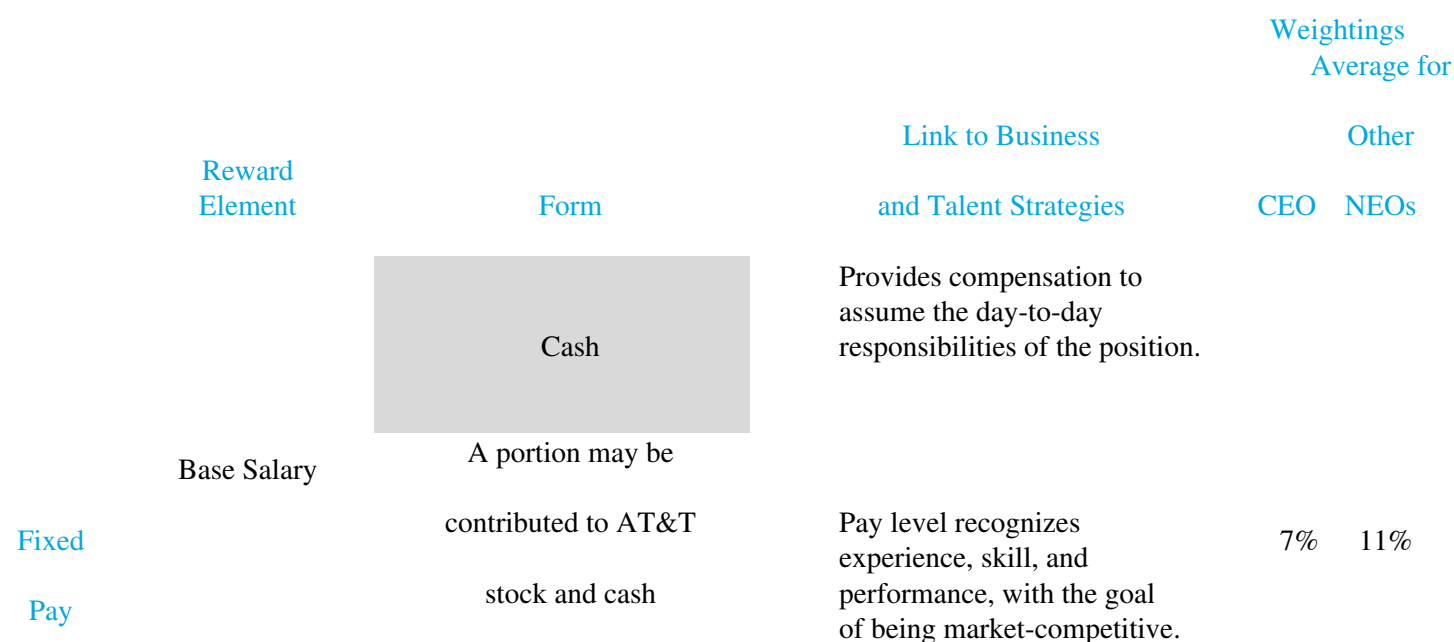 Weightings
Average for
Link to Business
Other
Reward
Element
Form
and Talent Strategies
CEO
NEOs
Provides compensation to
assume the day-to-day
responsibilities of the position.
Cash
Base Salary
A portion may be
contributed to AT&T
stock and cash
Pay level recognizes
experience, skill, and
performance, with the goal
of being market-competitive.
Fixed
Pay
7%
11%